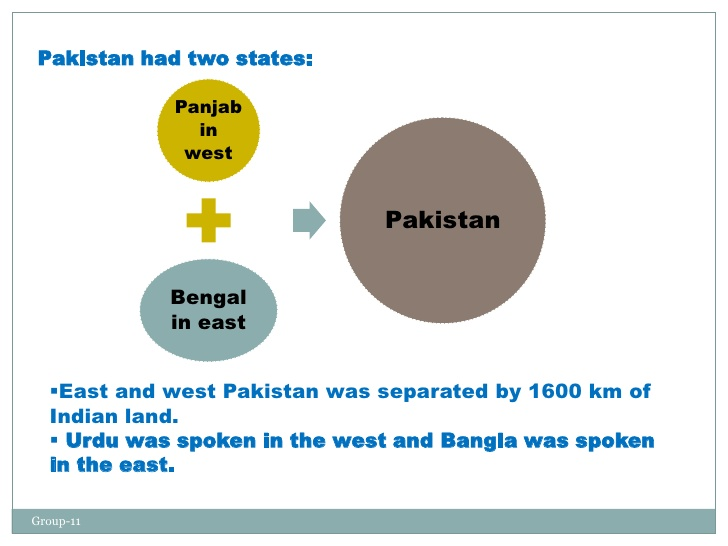 Pakistan had two states:
Panjab
in
west
Bengal
in east
Pakistan
▪East and west Pakistan was separated by 1600 km of
Indian land.
▪ Urdu was spoken in the west and Bangla was spoken
in the east.
Group-11